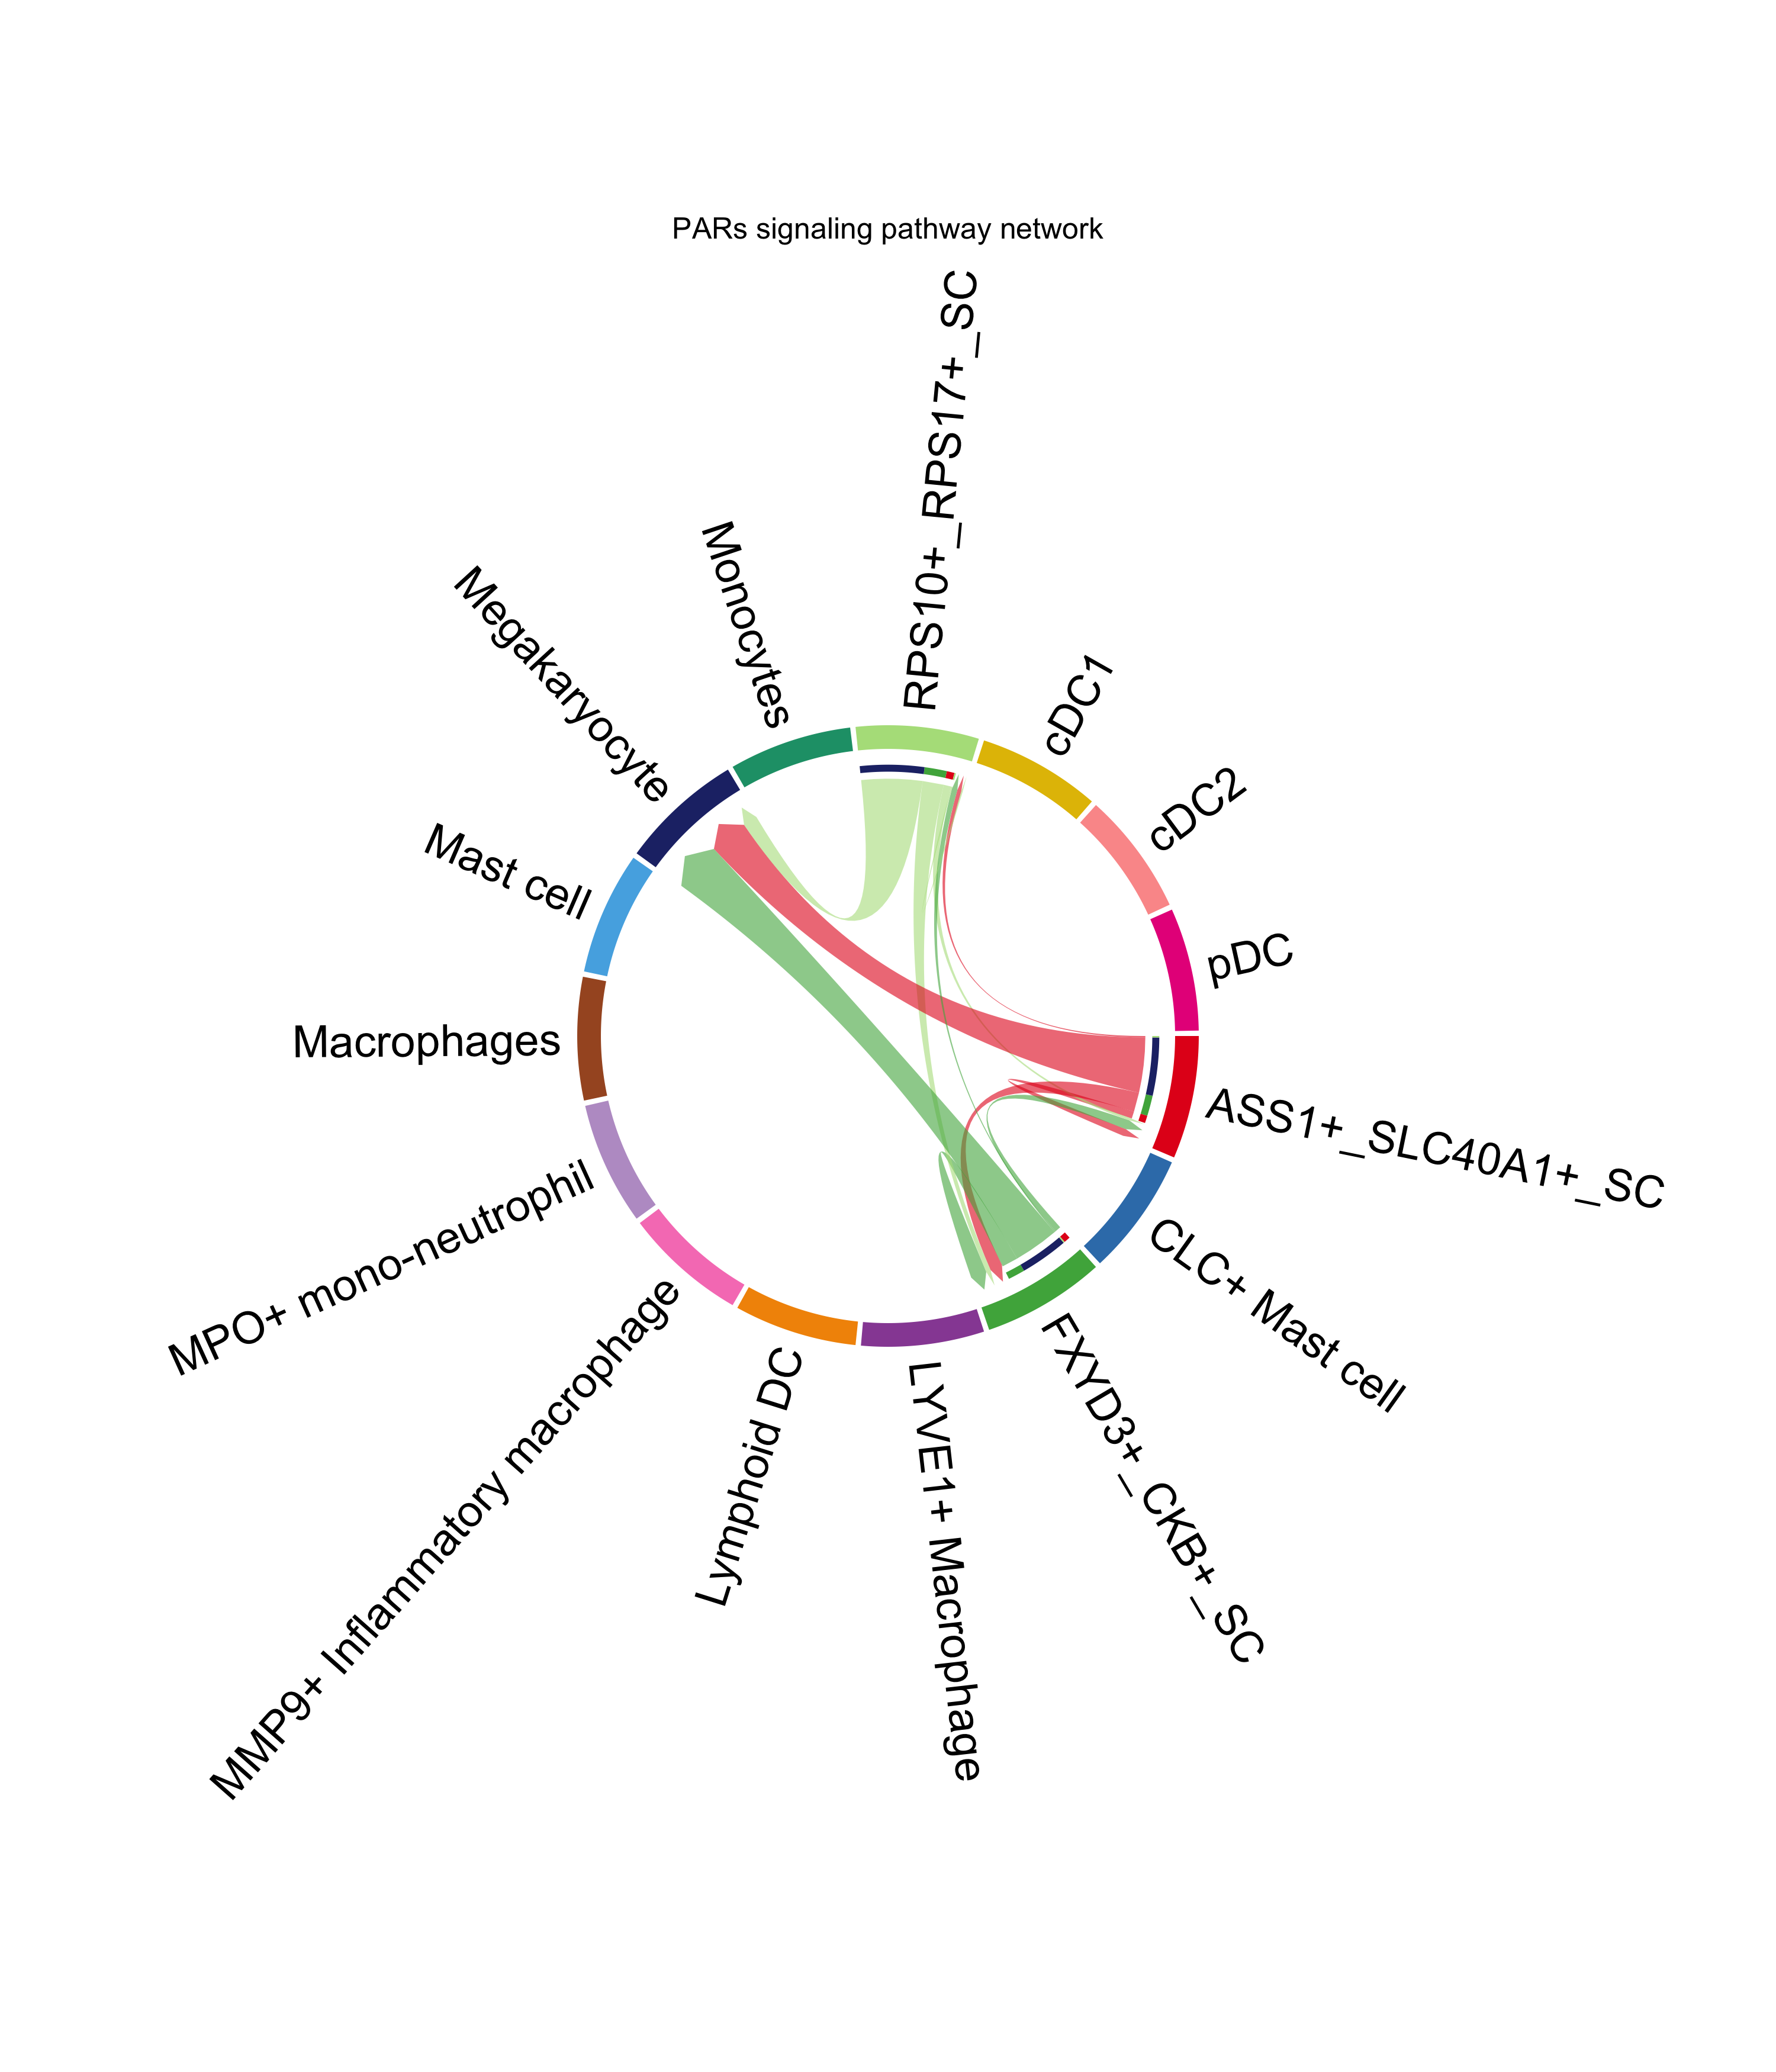 PARs signaling pathway network
RPS10+_RPS17+_SC
cDC1
cDC2
pDC
ASS1+_SLC40A1+_SC
CLC+ Mast cell
FXYD3+_CKB+_SC
LYVE1+ Macrophage
Lymphoid DC
MMP9+ Inflammatory macrophage
MPO+ mono-neutrophil
Macrophages
Mast cell
Megakaryocyte
Monocytes